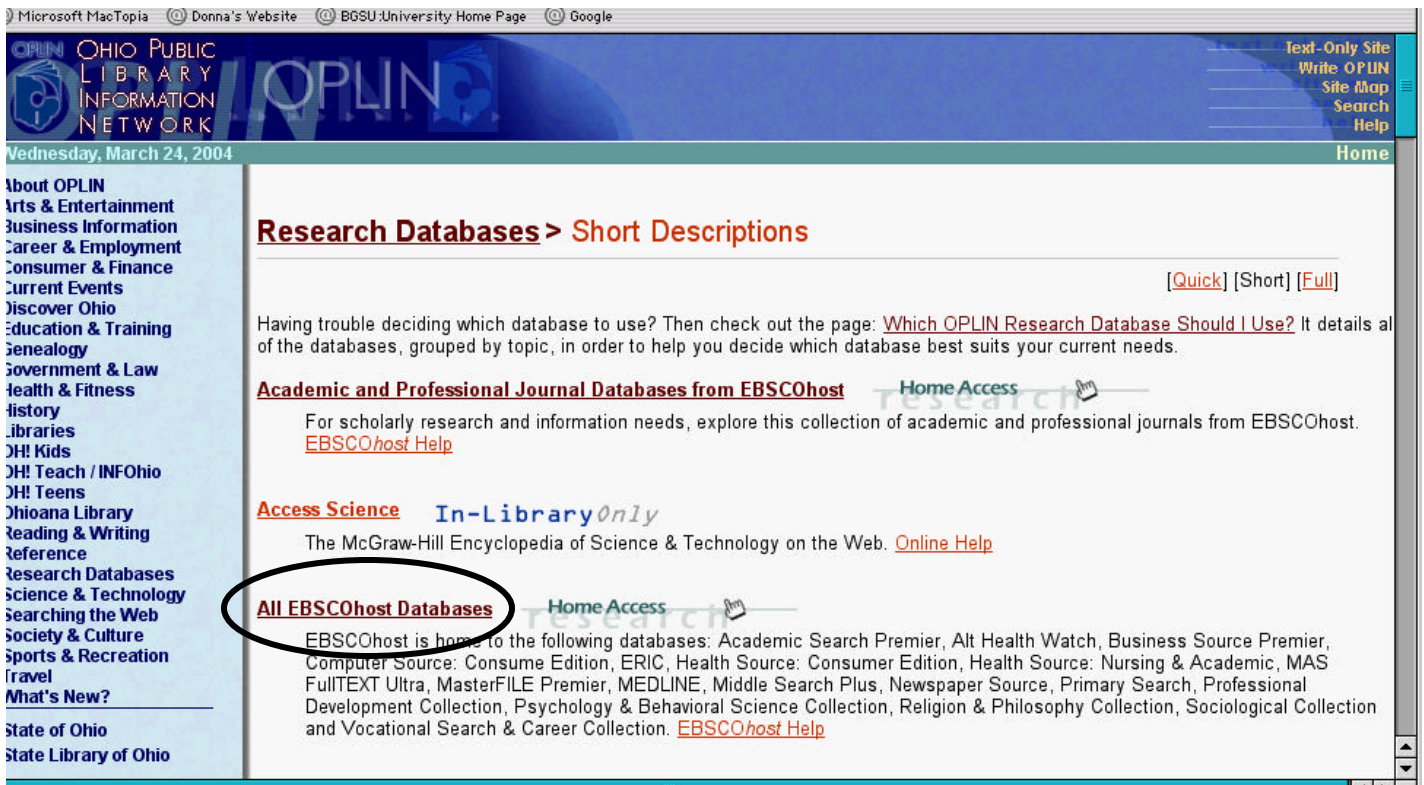 Microsoft MacTopia Donna's Website BGSU:University Home Page Google
OPLIN OHIO PUBLIC
LIBRARY
INFORMATION
NETWORK
OPLIN
Text-Only Site
Write OPLIN
Site Map
Search
Help
Wednesday, March 24, 2004
Home
About OPLIN
Arts & Entertainment
Business Information
Career & Employment
Consumer & Finance
Current Events
Discover Ohio
Education & Training
Genealogy
Government & Law
Health & Fitness
History
Libraries
OH! Kids
OH! Teach / INFOhio
OH! Teens
Ohioana Library
Reading & Writing
Reference
Research Databases
Science & Technology
Searching the Web
Society & Culture
Sports & Recreation
Travel
What's New?
State of Ohio
State Library of Ohio
Research Databases > Short Descriptions
[Quick] [Short] [Full]
Having trouble deciding which database to use? Then check out the page: Which OPLIN Research Database Should I Use? It details al
of the databases, grouped by topic, in order to help you decide which database best suits your current needs.
Academic and Professional Journal Databases from EBSCOhost Home Access research
For scholarly research and information needs, explore this collection of academic and professional journals from EBSCOhost.
EBSCOhost Help
Access Science In-LibraryOnly
The McGraw-Hill Encyclopedia of Science & Technology on the Web. Online Help
All EBSCOhost Databases Home Access research
EBSCOhost is home to the following databases: Academic Search Premier, Alt Health Watch, Business Source Premier,
Computer Source: Consume Edition, ERIC, Health Source: Consumer Edition, Health Source: Nursing & Academic, MAS
FullTEXT Ultra, MasterFILE Premier, MEDLINE, Middle Search Plus, Newspaper Source, Primary Search, Professional
Development Collection, Psychology & Behavioral Science Collection, Religion & Philosophy Collection, Sociological Collection
and Vocational Search & Career Collection. EBSCOhost Help